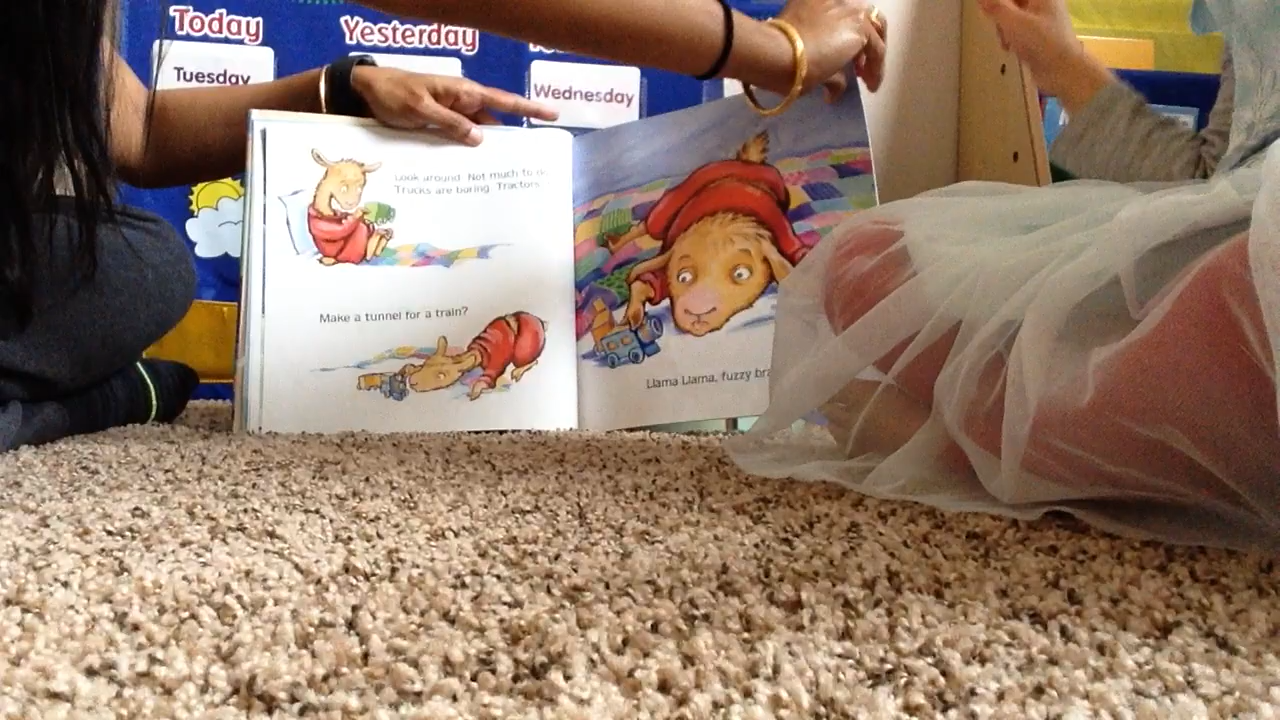 Today
Yesterday
Tuesday
Wednesday
Look around. Not much to
Trucks are boring. Tractors
Make a tunnel for a train?
Llama Llama, fuzzy